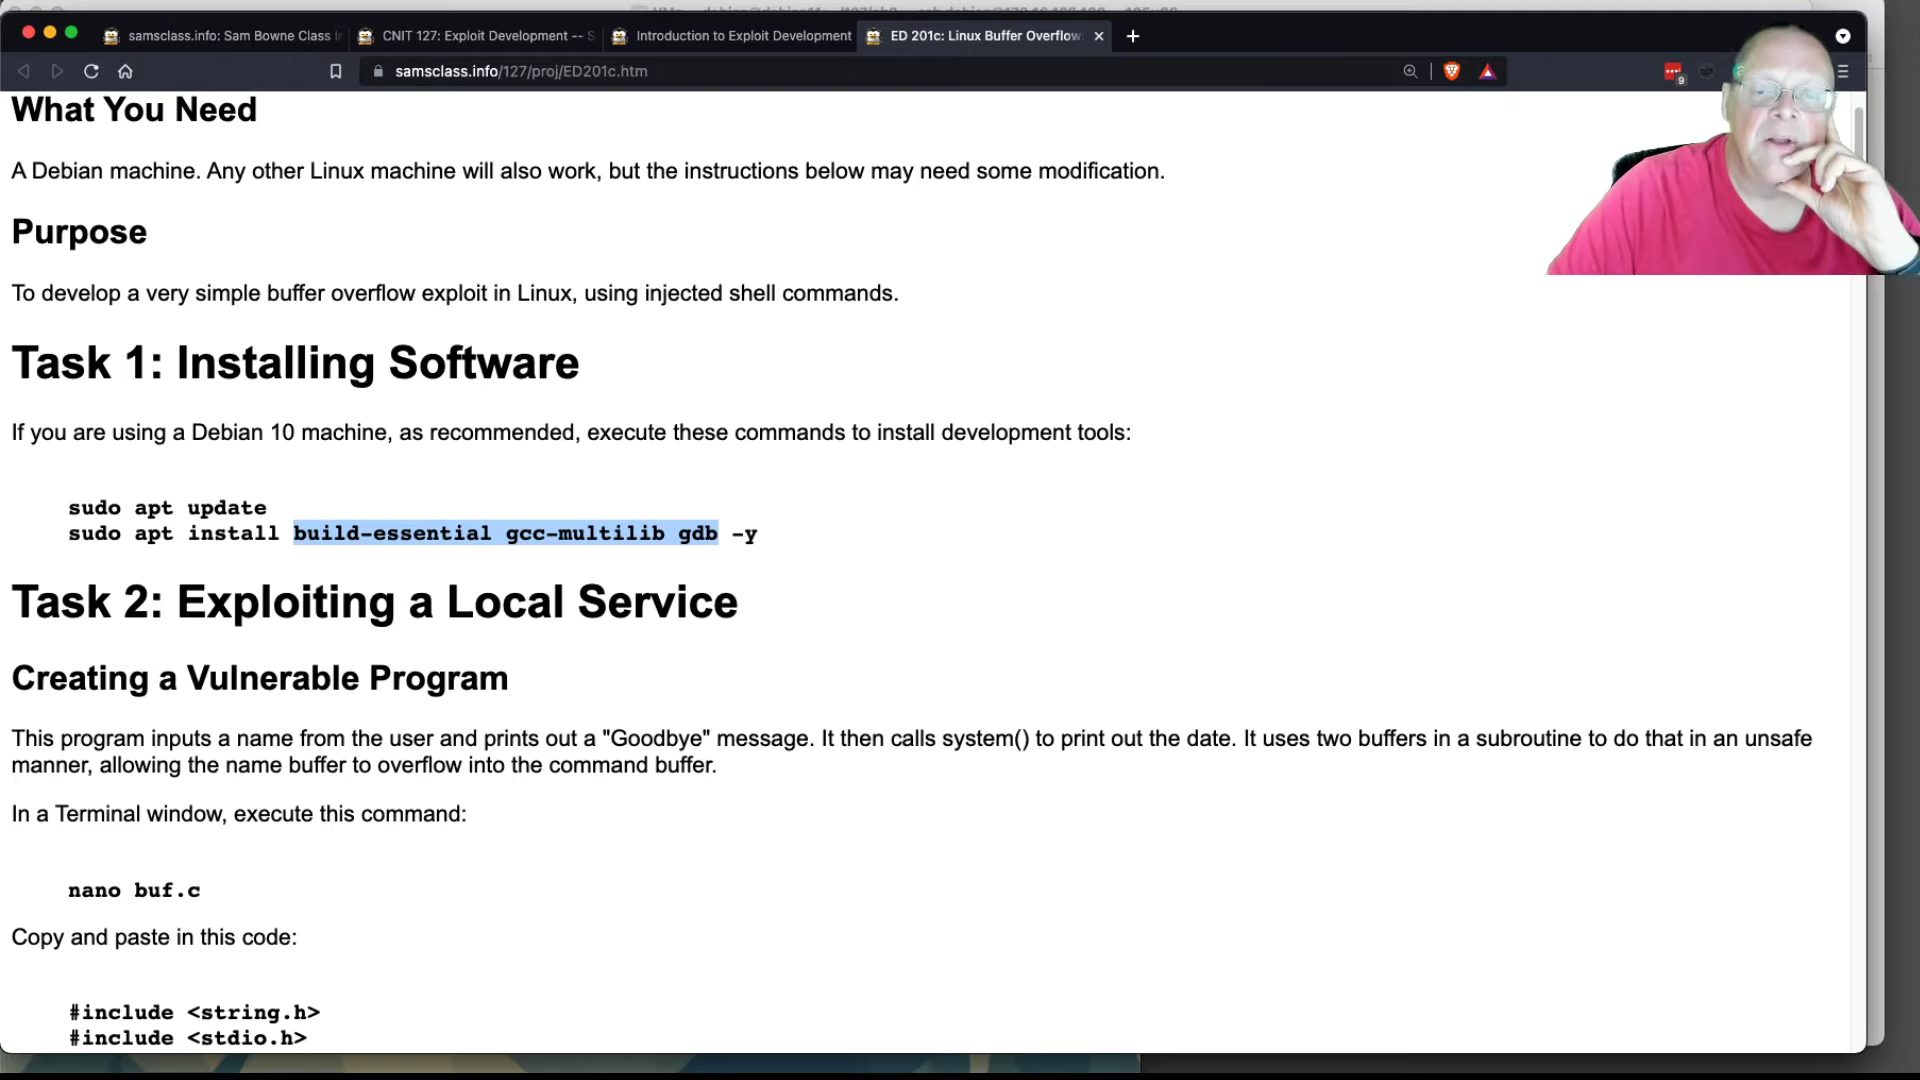 samsclass.info: Sam Bowne Class I
CNIT 127: Exploit Development -- S
Introduction to Exploit Development
ED 201c: Linux Buffer Overflow
samsclass.info/127/proj/ED201c.htm
9
What You Need
A Debian machine. Any other Linux machine will also work, but the instructions below may need some modification.
Purpose
To develop a very simple buffer overflow exploit in Linux, using injected shell commands.
Task 1: Installing Software
If you are using a Debian 10 machine, as recommended, execute these commands to install development tools:
sudo apt update
sudo apt install build-essential gcc-multilib gdb -y
Task 2: Exploiting a Local Service
Creating a Vulnerable Program
This program inputs a name from the user and prints out a "Goodbye" message. It then calls system() to print out the date. It uses two buffers in a subroutine to do that in an unsafe
manner, allowing the name buffer to overflow into the command buffer.
In a Terminal window, execute this command:
nano buf.c
Copy and paste in this code:
#include <string.h>
#include <stdio.h>